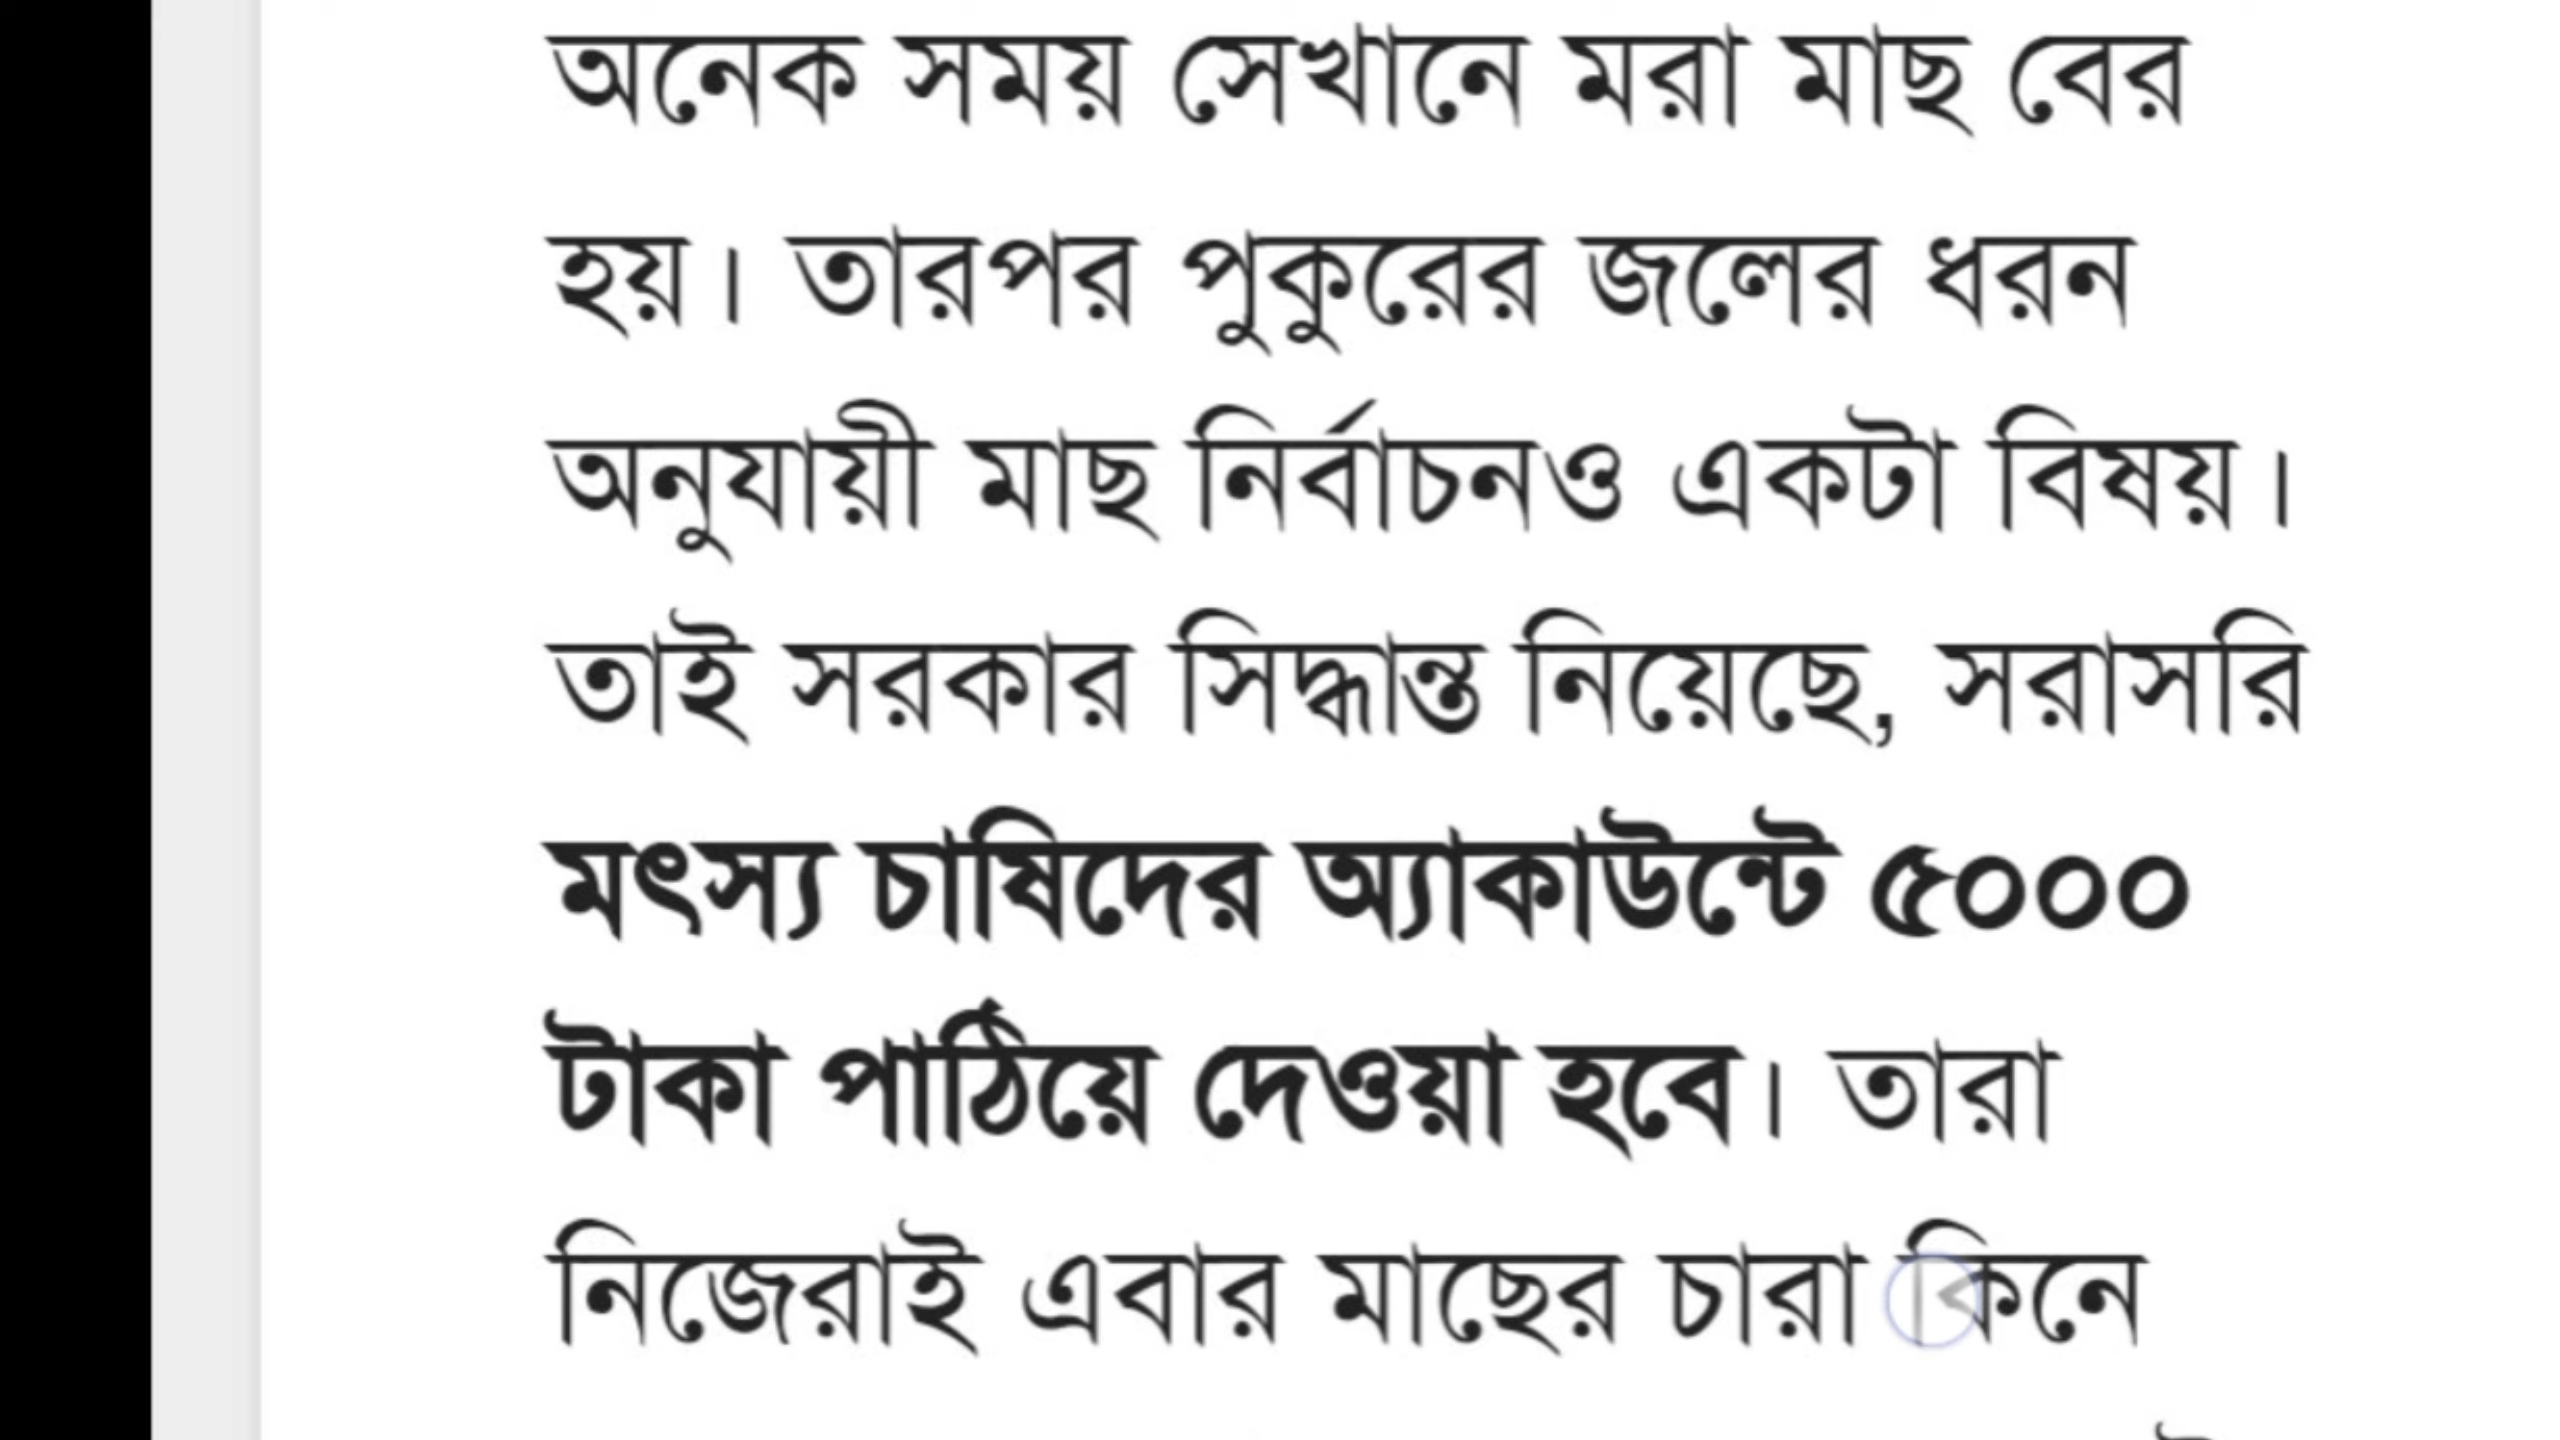 অনেক সময় সেখানে মরা মাছ বের
হয়। তারপর পুকুরের জলের ধরন
অনুযায়ী মাছ নির্বাচনও একটা বিষয়।
তাই সরকার সিদ্ধান্ত নিয়েছে, সরাসরি
মৎস্য চাষিদের অ্যাকাউন্টে ৫০০০
টাকা পাঠিয়ে দেওয়া হবে। তারা
নিজেরাই এবার মাছের চারা কিনে